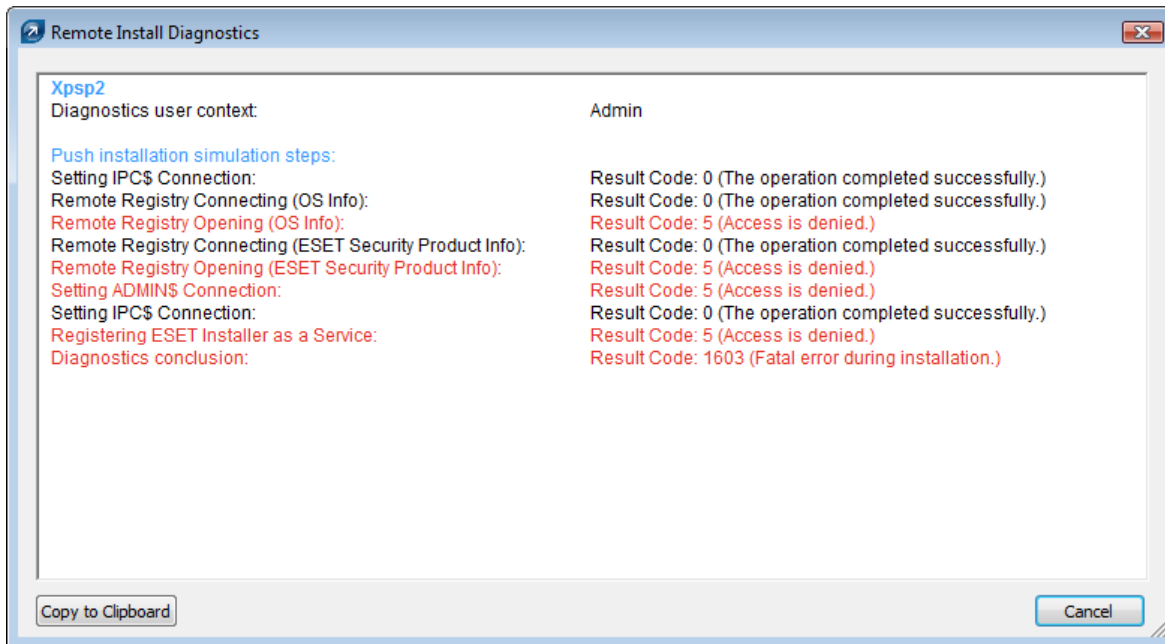 Remote Install Diagnostics
Xpsp2
Diagnostics user context: Admin
Push installation simulation steps:
Setting IPC$ Connection: Result Code: 0 (The operation completed successfully.)
Remote Registry Connecting (OS Info): Result Code: 0 (The operation completed successfully.)
Remote Registry Opening (OS Info): Result Code: 5 (Access is denied.)
Remote Registry Connecting (ESET Security Product Info): Result Code: 0 (The operation completed successfully.)
Remote Registry Opening (ESET Security Product Info): Result Code: 5 (Access is denied.)
Setting ADMIN$ Connection: Result Code: 5 (Access is denied.)
Setting IPC$ Connection: Result Code: 0 (The operation completed successfully.)
Registering ESET Installer as a Service: Result Code: 5 (Access is denied.)
Diagnostics conclusion: Result Code: 1603 (Fatal error during installation.)
Copy to Clipboard Cancel